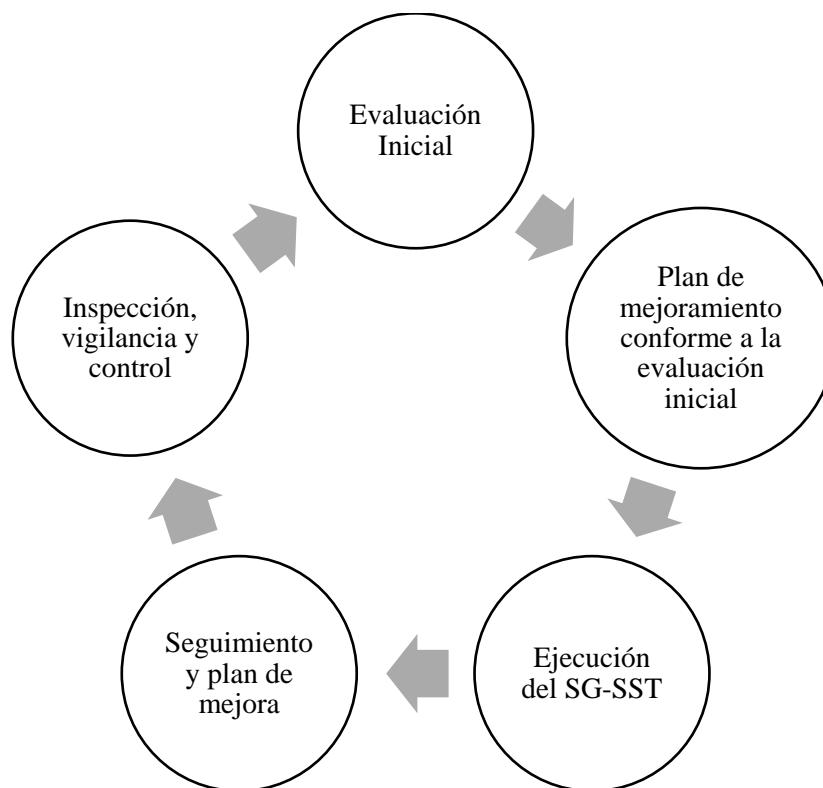 Evaluación
Inicial
Plan de
mejoramiento
conforme a la
evaluación
inicial
Ejecución
del SG-SST
Seguimiento
y plan de
mejora
Inspección,
vigilancia y
control